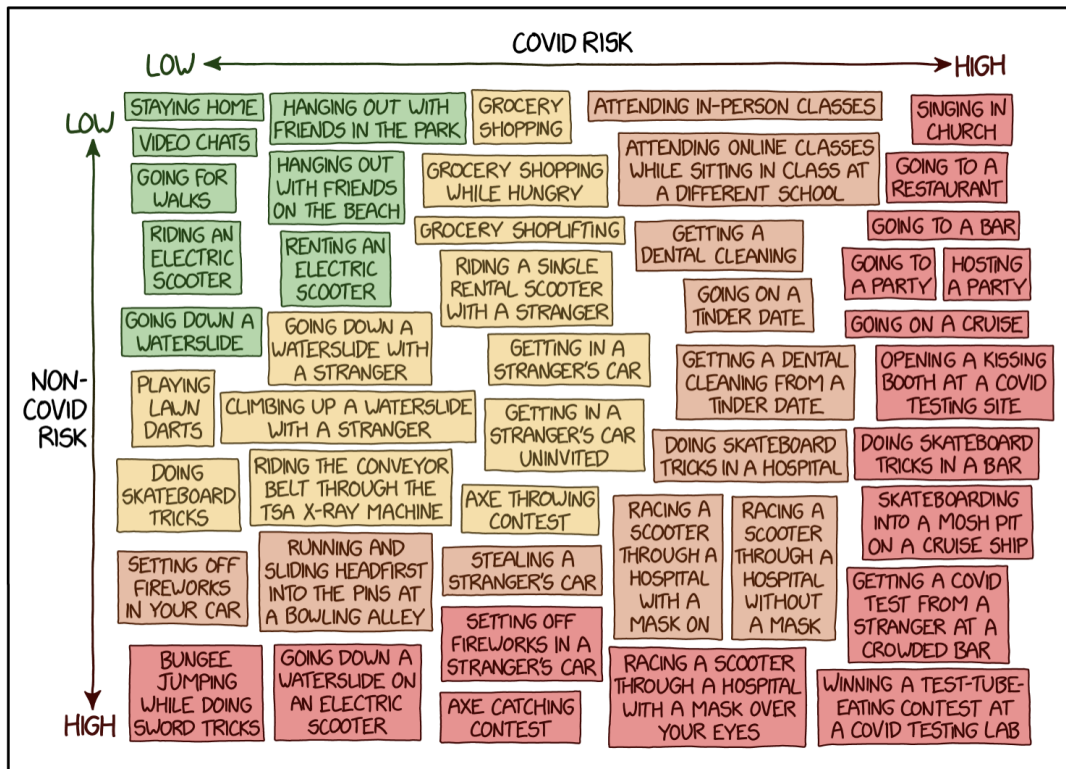 COVID RISK
LOW
HIGH
LOW
NON-
COVID
RISK
HIGH
STAYING HOME
VIDEO CHATS
GOING FOR
WALKS
RIDING AN
ELECTRIC
SCOOTER
GOING DOWN A
WATERSLIDE
PLAYING
LAWN
DARTS
DOING
SKATEBOARD
TRICKS
SETTING OFF
FIREWORKS
IN YOUR CAR
BUNGEE
JUMPING
WHILE DOING
SWORD TRICKS
HANGING OUT WITH
FRIENDS IN THE PARK
HANGING OUT
WITH FRIENDS
ON THE BEACH
RENTING AN
ELECTRIC
SCOOTER
GOING DOWN A
WATERSLIDE WITH
A STRANGER
CLIMBING UP A WATERSLIDE
WITH A STRANGER
RIDING THE CONVEYOR
BELT THROUGH THE
TSA X-RAY MACHINE
RUNNING AND
SLIDING HEADFIRST
INTO THE PINS AT
A BOWLING ALLEY
GOING DOWN A
WATERSLIDE ON
AN ELECTRIC
SCOOTER
GROCERY
SHOPPING
GROCERY SHOPPING
WHILE HUNGRY
GROCERY SHOPLIFTING
RIDING A SINGLE
RENTAL SCOOTER
WITH A STRANGER
GETTING IN A
STRANGER'S CAR
GETTING IN A
STRANGER'S CAR
UNINVITED
AXE THROWING
CONTEST
STEALING A
STRANGER'S CAR
SETTING OFF
FIREWORKS IN A
STRANGER'S CAR
AXE CATCHING
CONTEST
ATTENDING IN-PERSON CLASSES
ATTENDING ONLINE CLASSES
WHILE SITTING IN CLASS AT
A DIFFERENT SCHOOL
GETTING A
DENTAL CLEANING
GOING ON A
TINDER DATE
GETTING A DENTAL
CLEANING FROM A
TINDER DATE
DOING SKATEBOARD
TRICKS IN A HOSPITAL
RACING A
SCOOTER
THROUGH A
HOSPITAL
WITH A
MASK ON
RACING A
SCOOTER
THROUGH A
HOSPITAL
WITHOUT
A MASK
RACING A SCOOTER
THROUGH A HOSPITAL
WITH A MASK OVER
YOUR EYES
SINGING IN
CHURCH
GOING TO A
RESTAURANT
GOING TO A BAR
GOING TO
A PARTY
HOSTING
A PARTY
GOING ON A CRUISE
OPENING A KISSING
BOOTH AT A COVID
TESTING SITE
DOING SKATEBOARD
TRICKS IN A BAR
SKATEBOARDING
INTO A MOSH PIT
ON A CRUISE SHIP
GETTING A COVID
TEST FROM A
STRANGER AT A
CROWDED BAR
WINNING A TEST-TUBE-
EATING CONTEST AT
A COVID TESTING LAB